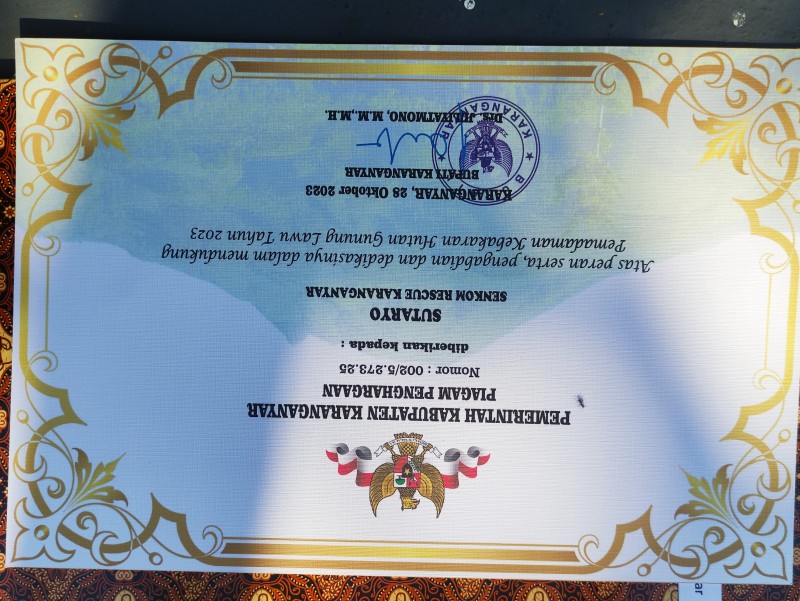 PEMERINTAH KABUPATEN KARANGANYAR
PIAGAM PENGHARGAAN
Nomor : 002/5.273.25
diberikan kepada :
SUTARYO
SENKOM RESCUE KARANGANYAR
Atas peran serta, pengabdian dan dedikasinya dalam mendukung
Pemadaman Kebakaran Hutan Gunung Lawu Tahun 2023
KARANGANYAR, 28 Oktober 2023
BUPATI KARANGANYAR
Drs. JULIYATMONO, M.M.,M.H.
KARANGANYAR
ar